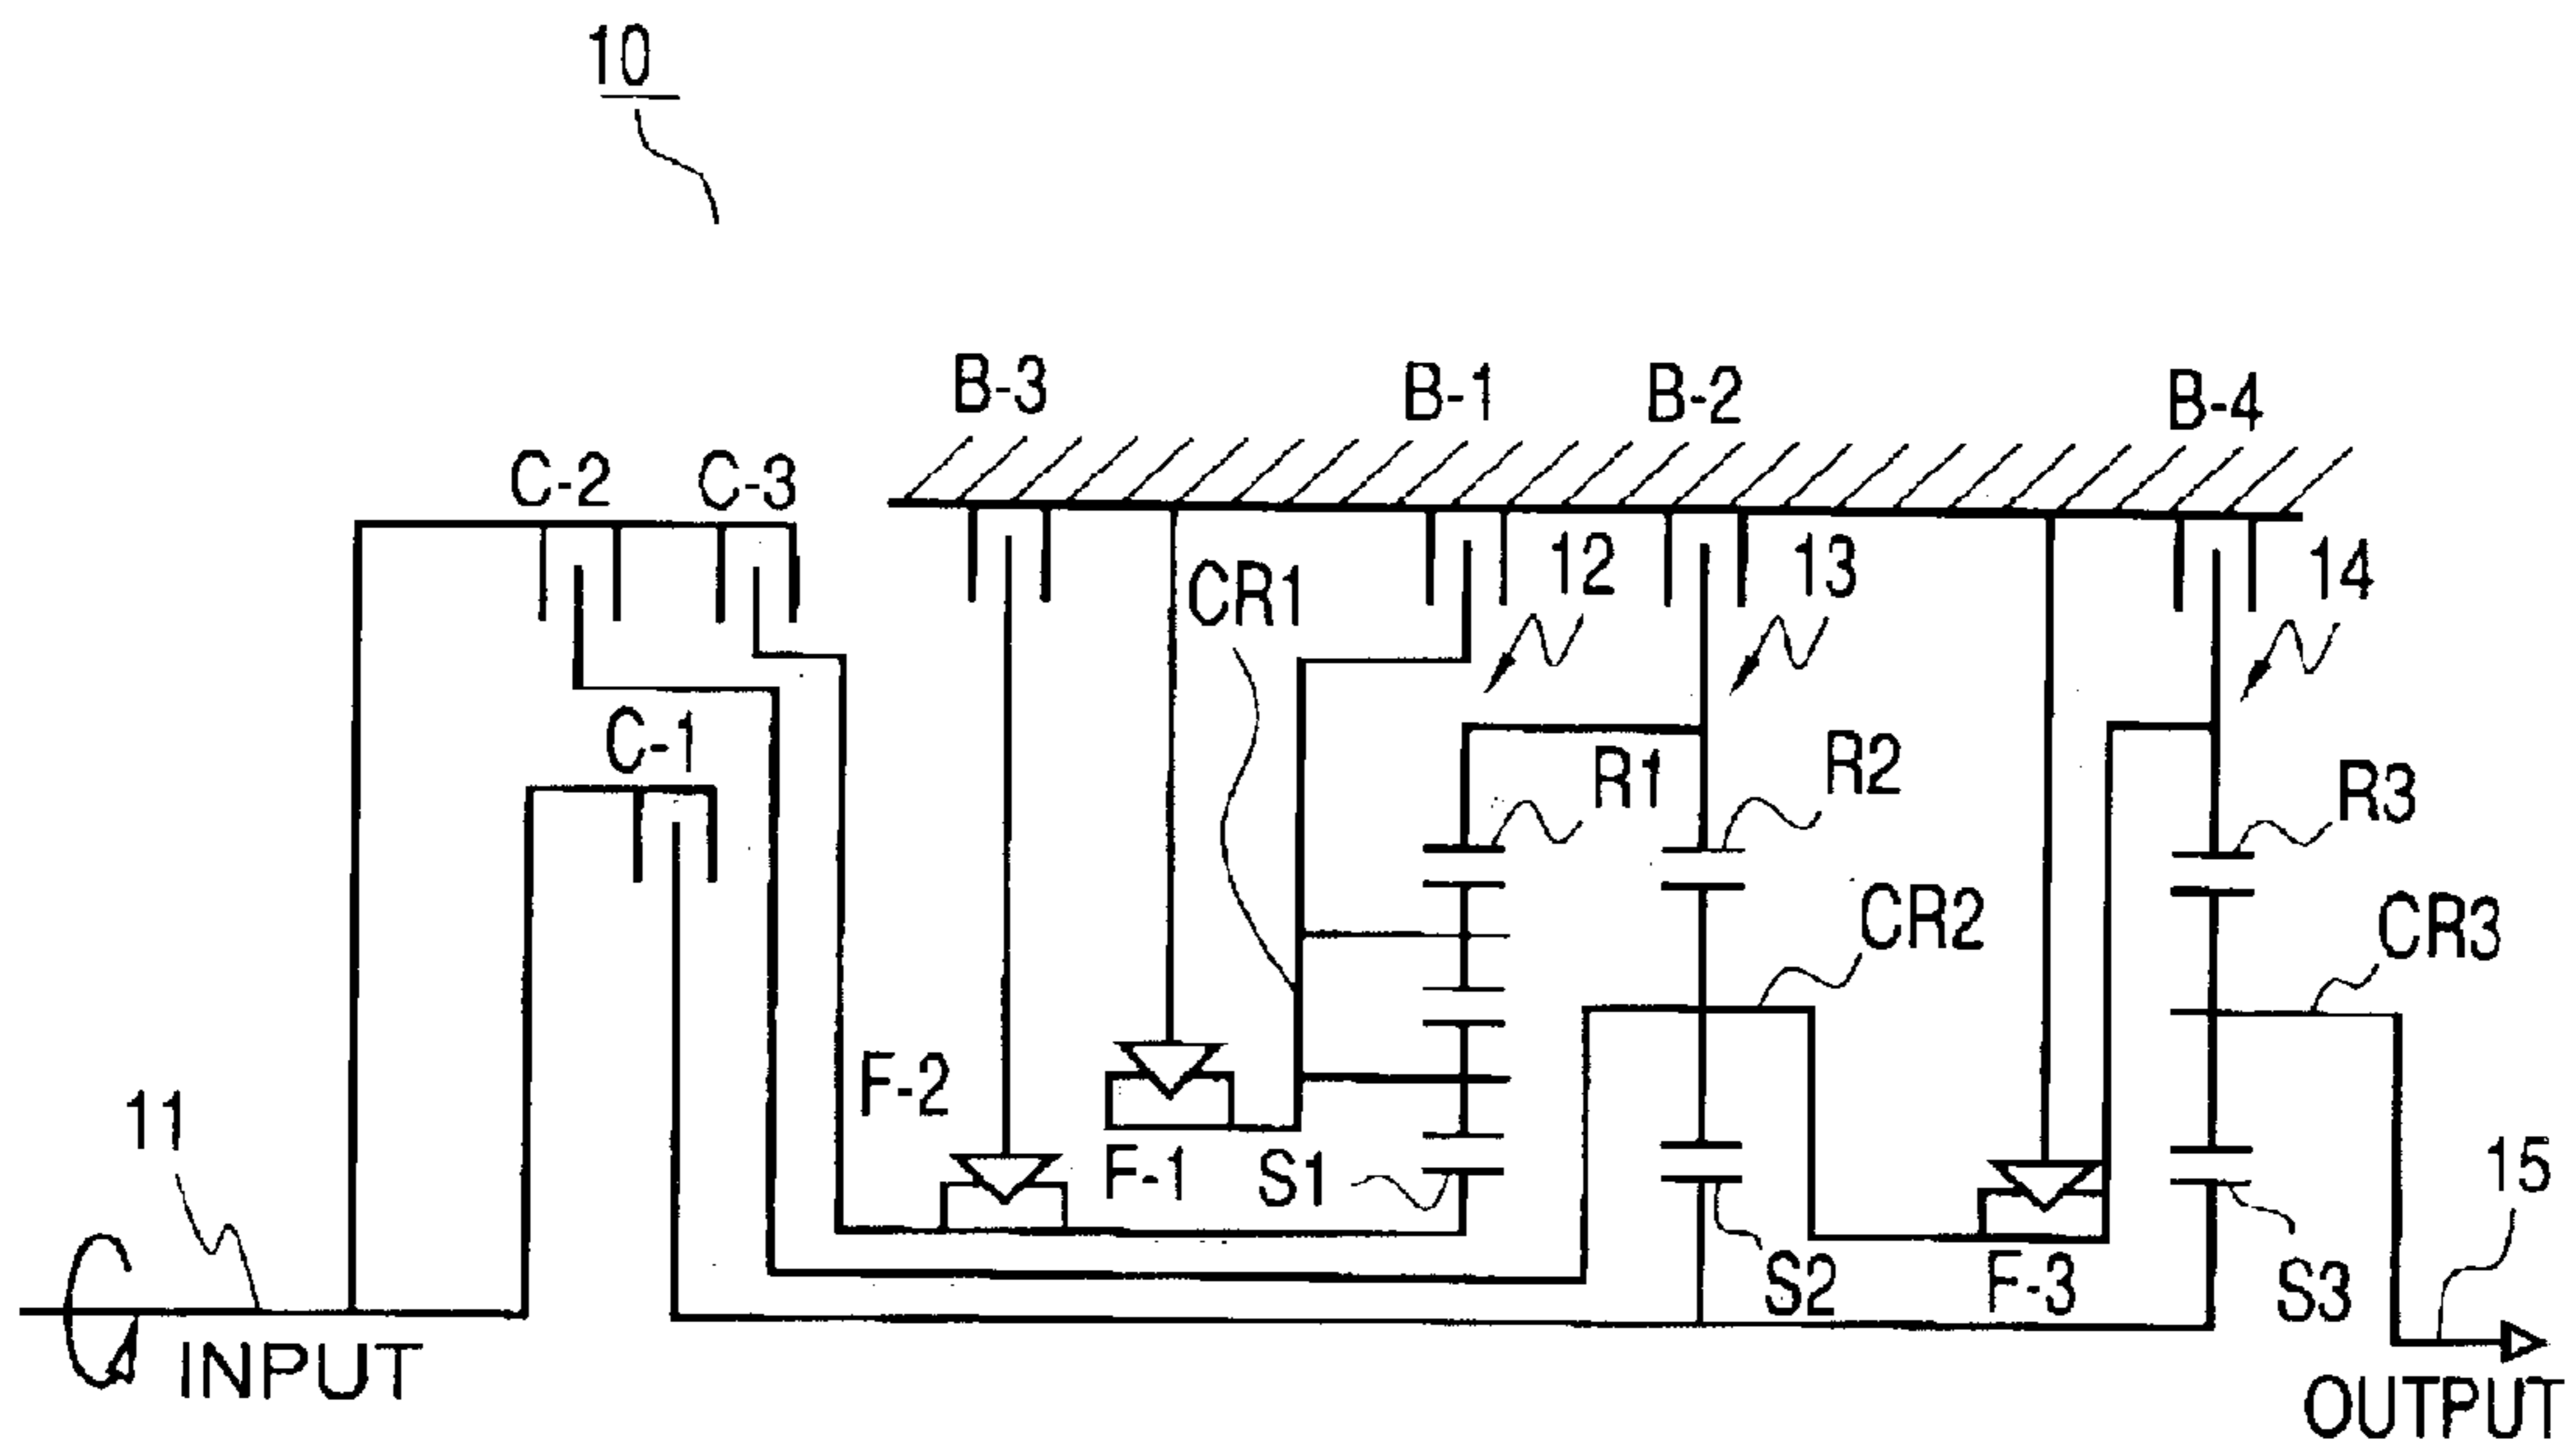 10
B-3
B-1
B-2
B-4
C-2
C-3
12
13
14
CR1
C-1
R1
R2
R3
CR2
CR3
F-2
11
F-1
S1
15
S2
F-3
S3
INPUT
OUTPUT